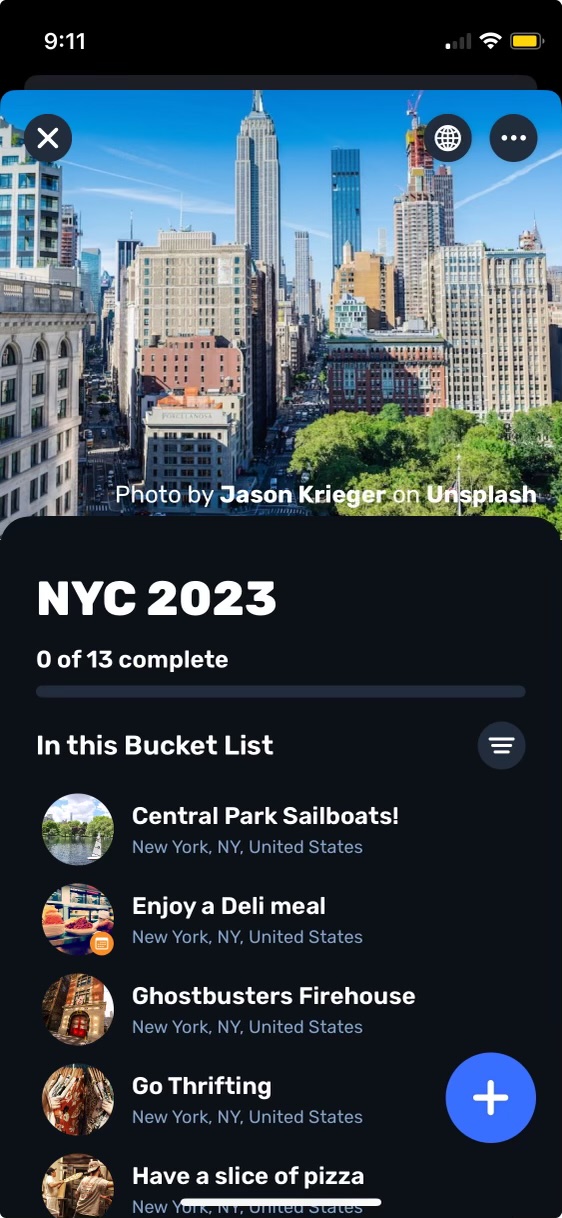 9:11
PORCELANOSA
Photo by Jason Krieger on Unsplash
NYC 2023
0 of 13 complete
In this Bucket List
Central Park Sailboats!
New York, NY, United States
Enjoy a Deli meal
New York, NY, United States
Ghostbusters Firehouse
New York, NY, United States
Go Thrifting
New York, NY, United States
Have a slice of pizza
New York, NY, United States